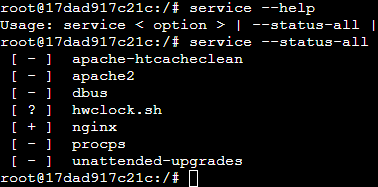 root@17dad917c21c:/# service --help
Usage: service < option > | --status-all |
root@17dad917c21c:/# service --status-all
[ - ] apache-htcacheclean
[ - ] apache2
[ - ] dbus
[ ? ] hwclock.sh
[ + ] nginx
[ - ] procps
[ - ] unattended-upgrades
root@17dad917c21c:/#